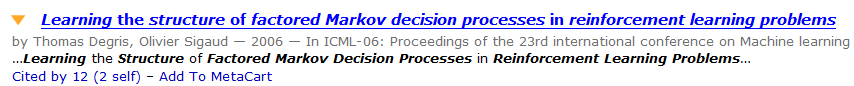 Learning the structure of factored Markov decision processes in reinforcement learning problems
by Thomas Degris, Olivier Sigaud — 2006 — In ICML-06: Proceedings of the 23rd international conference on Machine learning
...Learning the Structure of Factored Markov Decision Processes in Reinforcement Learning Problems...
Cited by 12 (2 self) – Add To MetaCart